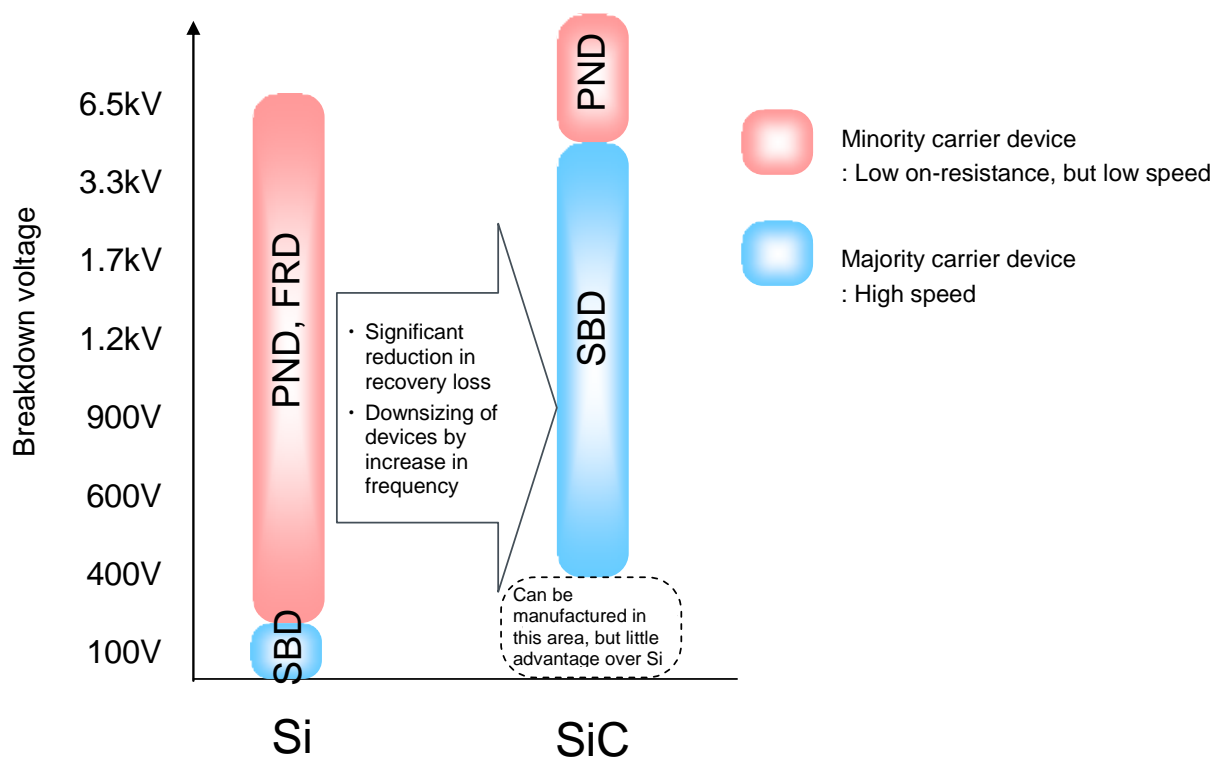 Breakdown voltage
6.5kV
3.3kV
1.7kV
1.2kV
900V
600V
400V
100V
PND, FRD
SBD
Si
・ Significant
reduction in
recovery loss
・ Downsizing of
devices by
increase in
frequency
PND
SBD
Can be
manufactured in
this area, but little
advantage over Si
SiC
Minority carrier device
: Low on-resistance, but low speed
Majority carrier device
: High speed